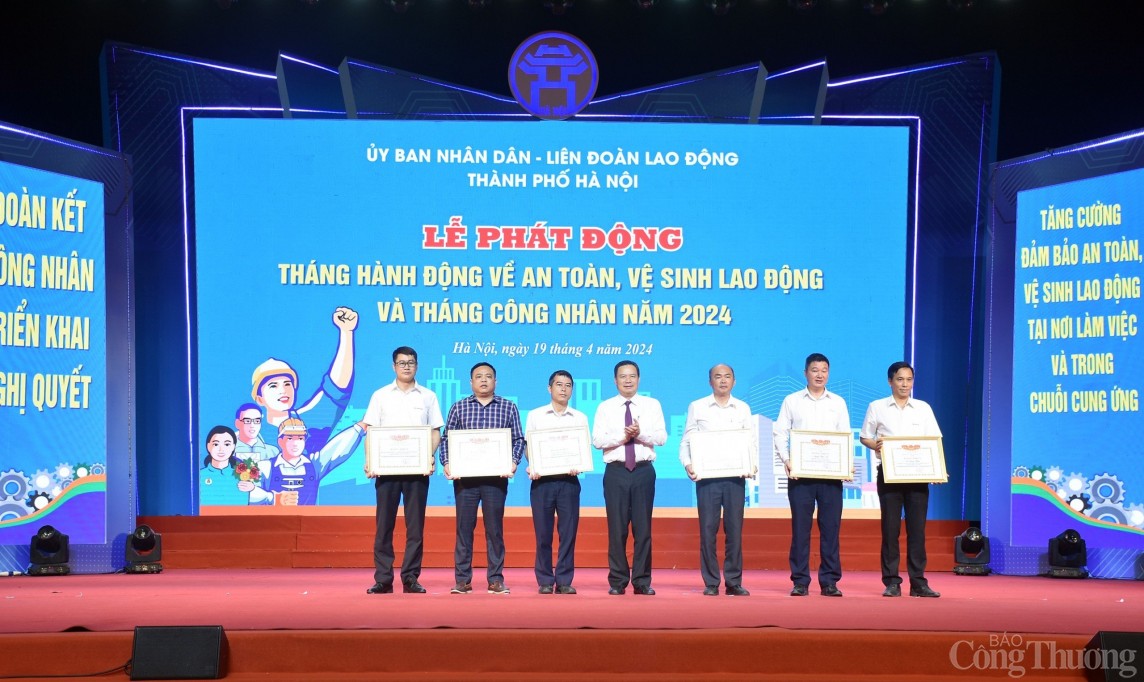 ỦY BAN NHÂN DÂN - LIÊN ĐOÀN LAO ĐỘNG
THÀNH PHỐ HÀ NỘI
LỄ PHÁT ĐỘNG
THÁNG HÀNH ĐỘNG VỀ AN TOÀN, VỆ SINH LAO ĐỘNG
VÀ THÁNG CÔNG NHÂN NĂM 2024
Hà Nội, ngày 19 tháng 4 năm 2024
ĐOÀN KẾT
ÔNG NHÂN
RIỂN KHAI
GHỊ QUYẾT
TĂNG CƯỜNG
ĐẢM BẢO AN TOÀN,
VỆ SINH LAO ĐỘNG
TẠI NƠI LÀM VIỆC
VÀ TRONG
CHUỖI CUNG ỨNG
BÁO
Công Thương